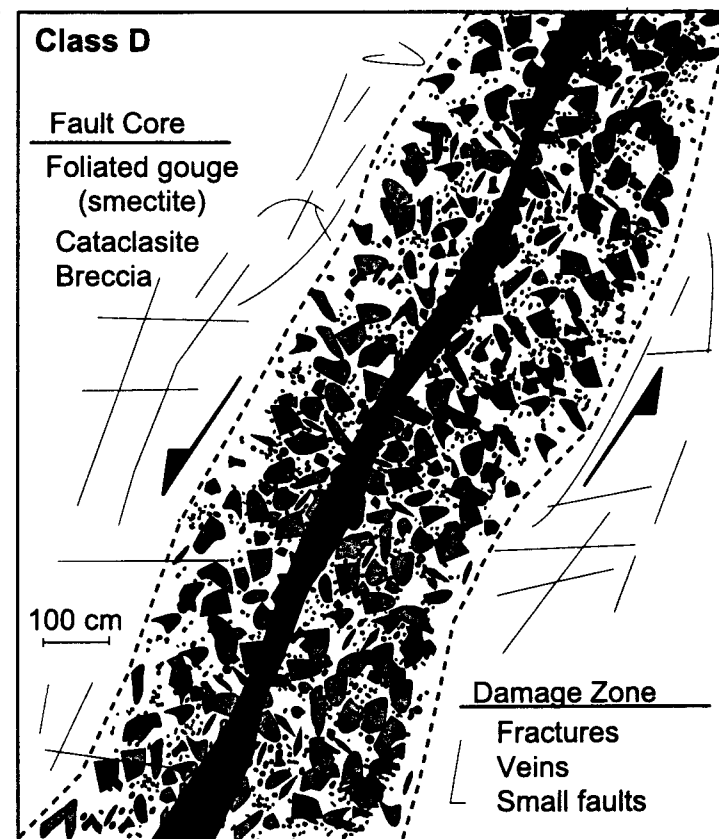 Class D
Fault Core
Foliated gouge
(smectite)
Cataclasite
Breccia
100 cm
Damage Zone
Fractures
Veins
Small faults